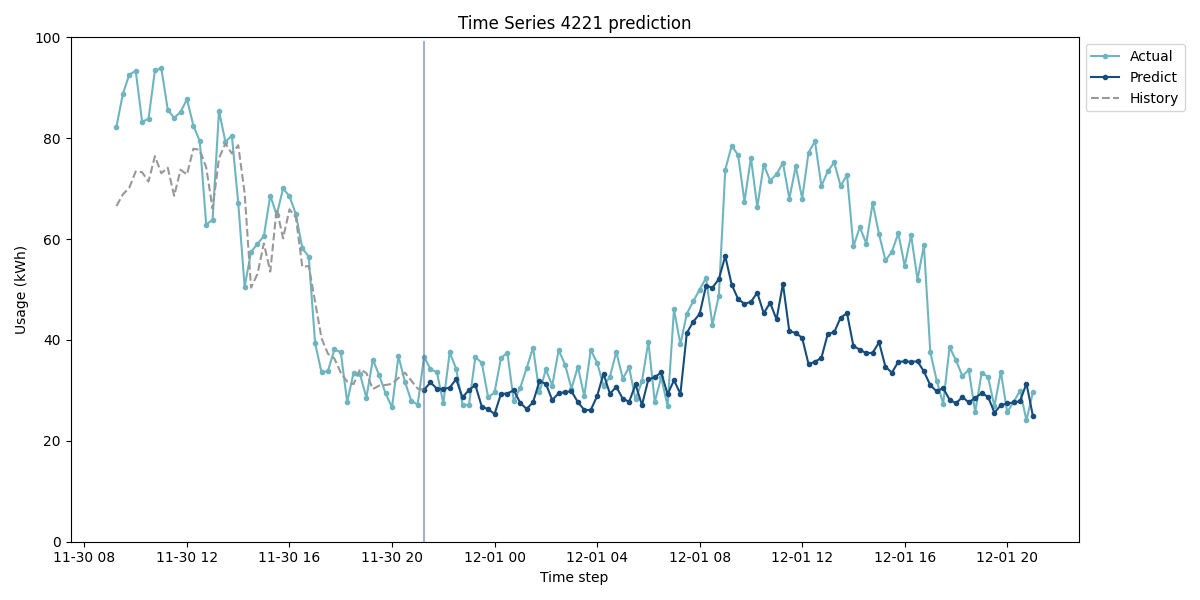 Time Series 4221 prediction
100
80
60
40
20
0
Usage (kWh)
11-30 08
11-30 12
11-30 16
11-30 20
12-01 00
12-01 04
12-01 08
12-01 12
12-01 16
12-01 20
Time step
Actual
Predict
History